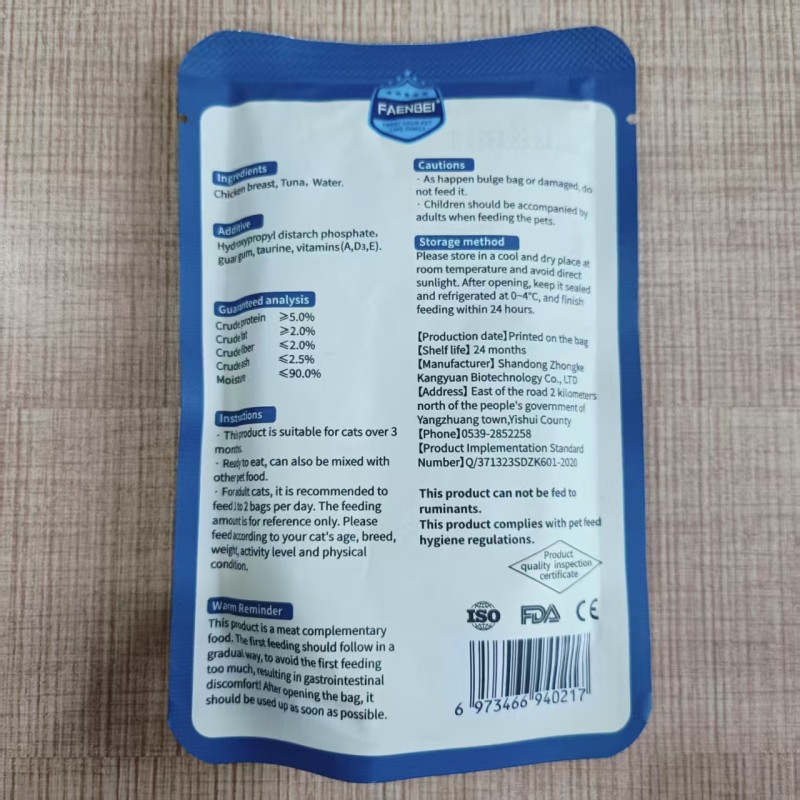 FAENBEI
Ingredients
Chicken breast, Tuna, Water.
Additive
Hydroxypropyl distarch phosphate,
guar gum, taurine, vitamins(A,D3,E).
Guaranteed analysis
Crude protein ≥5.0%
Crude fat ≥2.0%
Crude fiber ≤2.0%
Crude ash ≤2.5%
Moisture ≤90.0%
Instructions
· This product is suitable for cats over 3
months.
· Ready to eat, can also be mixed with
other pet food.
· For adult cats, it is recommended to
feed 1 to 2 bags per day. The feeding
amount is for reference only. Please
feed according to your cat's age, breed,
weight, activity level and physical
condition.
Warm Reminder
This product is a meat complementary
food. The first feeding should follow in a
gradual way, to avoid the first feeding
too much, resulting in gastrointestinal
discomfort! After opening the bag, it
should be used up as soon as possible.
Cautions
· As happen bulge bag or damaged, do
not feed it.
· Children should be accompanied by
adults when feeding the pets.
Storage method
Please store in a cool and dry place at
room temperature and avoid direct
sunlight. After opening, keep it sealed
and refrigerated at 0~4°C, and finish
feeding within 24 hours.
【Production date】Printed on the bag
【Shelf life】24 months
【Manufacturer】Shandong Zhongke
Kangyuan Biotechnology Co., LTD
【Address】East of the road 2 kilometers
north of the people's government of
Yangzhuang town,Yishui County
【Phone】0539-2852258
【Product Implementation Standard
Number】Q/371323SDZK601-2020
This product can not be fed to
ruminants.
This product complies with pet feed
hygiene regulations.
Product
quality inspection
certificate
ISO FDA CE
6 973466 940217